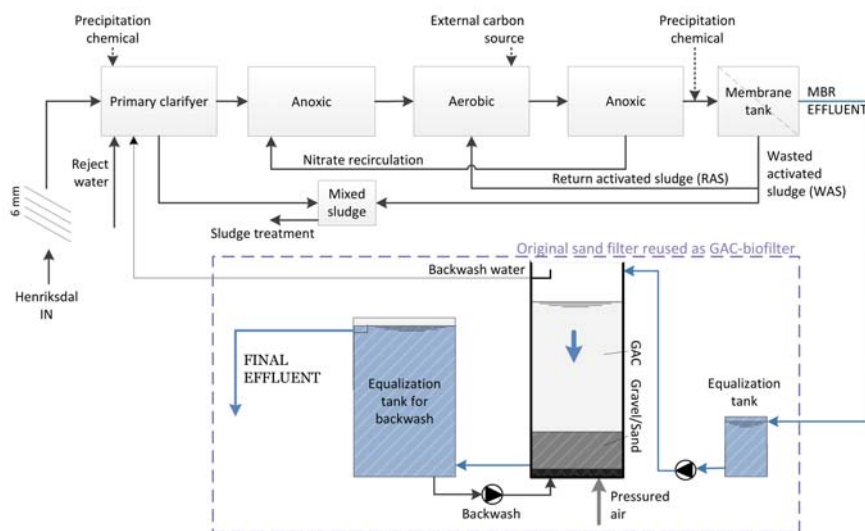 Precipitation
chemical
External carbon
source
Precipitation
chemical
Primary clarifyer
Anoxic
Aerobic
Anoxic
Membrane
tank
MBR
EFFLUENT
Nitrate recirculation
Reject
water
Return activated sludge (RAS)
Wasted
activated
sludge (WAS)
6 mm
Mixed
sludge
Sludge treatment
Original sand filter reused as GAC-biofilter
Backwash water
Henriksdal
IN
FINAL
EFFLUENT
Equalization
tank for
backwash
GAC
Gravel/Sand
Equalization
tank
Backwash
Pressured
air